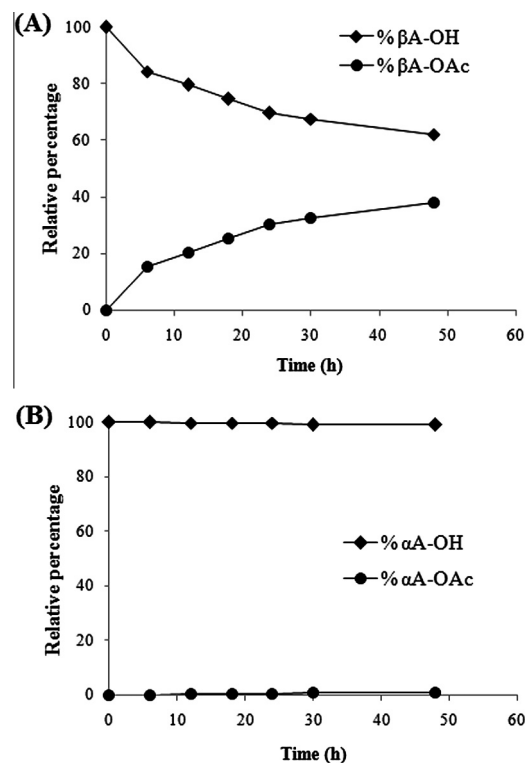 (A)
% βA-OH
% βA-OAc
Relative percentage
100
80
60
40
20
0
0 10 20 30 40 50 60
Time (h)
(B)
% αA-OH
% αA-OAc
Relative percentage
100
80
60
40
20
0
0 10 20 30 40 50 60
Time (h)